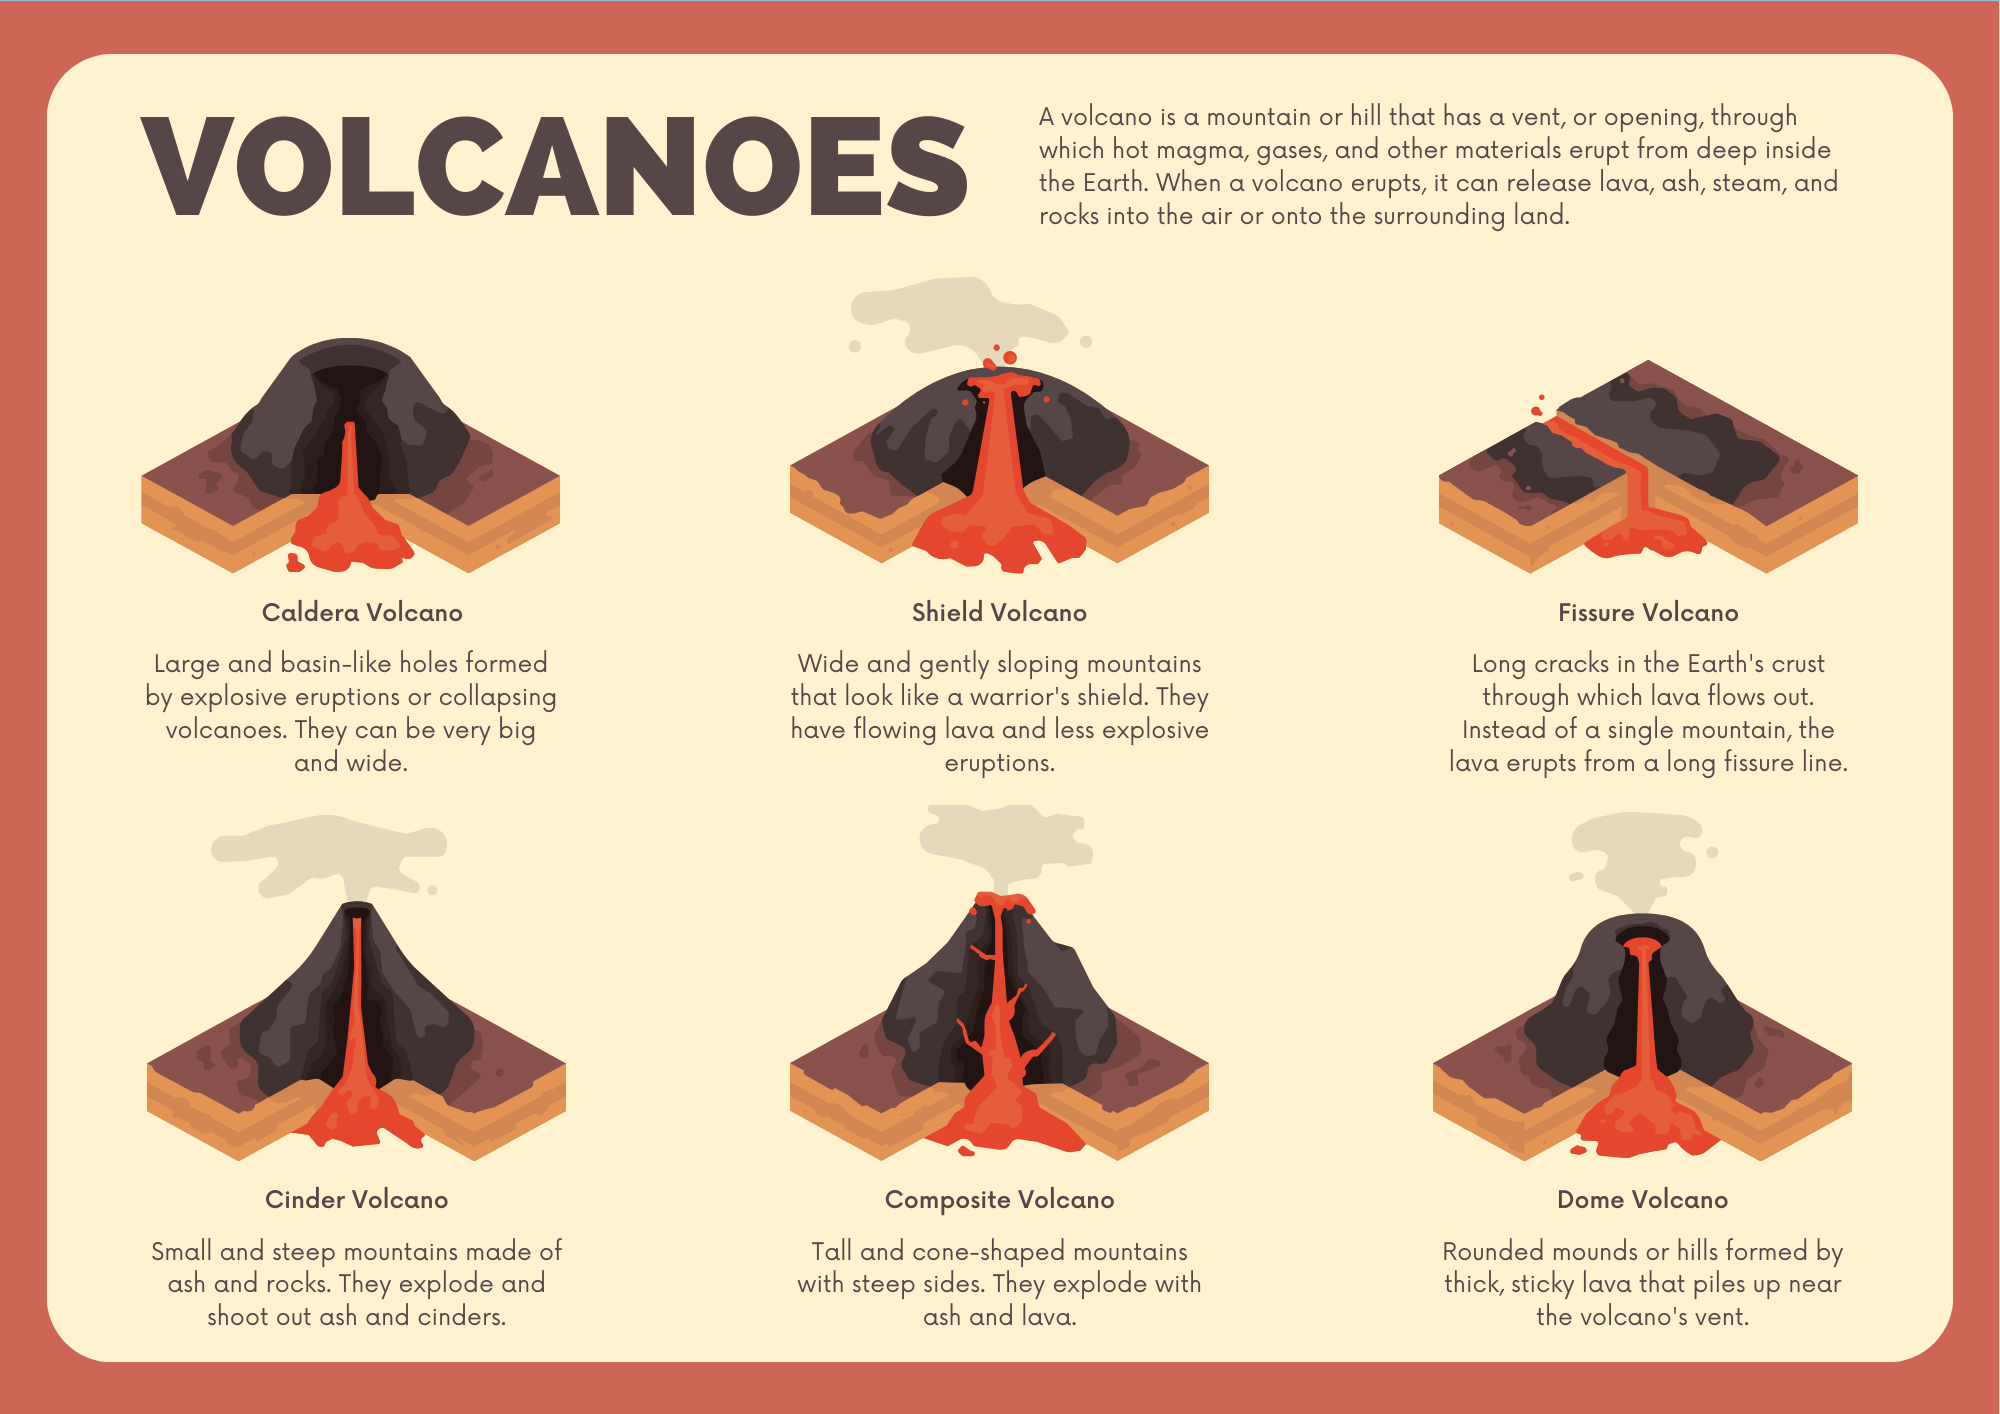 VOLCANOES
A volcano is a mountain or hill that has a vent, or opening, through
which hot magma, gases, and other materials erupt from deep inside
the Earth. When a volcano erupts, it can release lava, ash, steam, and
rocks into the air or onto the surrounding land.
Caldera Volcano
Large and basin-like holes formed
by explosive eruptions or collapsing
volcanoes. They can be very big
and wide.
Shield Volcano
Wide and gently sloping mountains
that look like a warrior's shield. They
have flowing lava and less explosive
eruptions.
Fissure Volcano
Long cracks in the Earth's crust
through which lava flows out.
Instead of a single mountain, the
lava erupts from a long fissure line.
Cinder Volcano
Small and steep mountains made of
ash and rocks. They explode and
shoot out ash and cinders.
Composite Volcano
Tall and cone-shaped mountains
with steep sides. They explode with
ash and lava.
Dome Volcano
Rounded mounds or hills formed by
thick, sticky lava that piles up near
the volcano's vent.